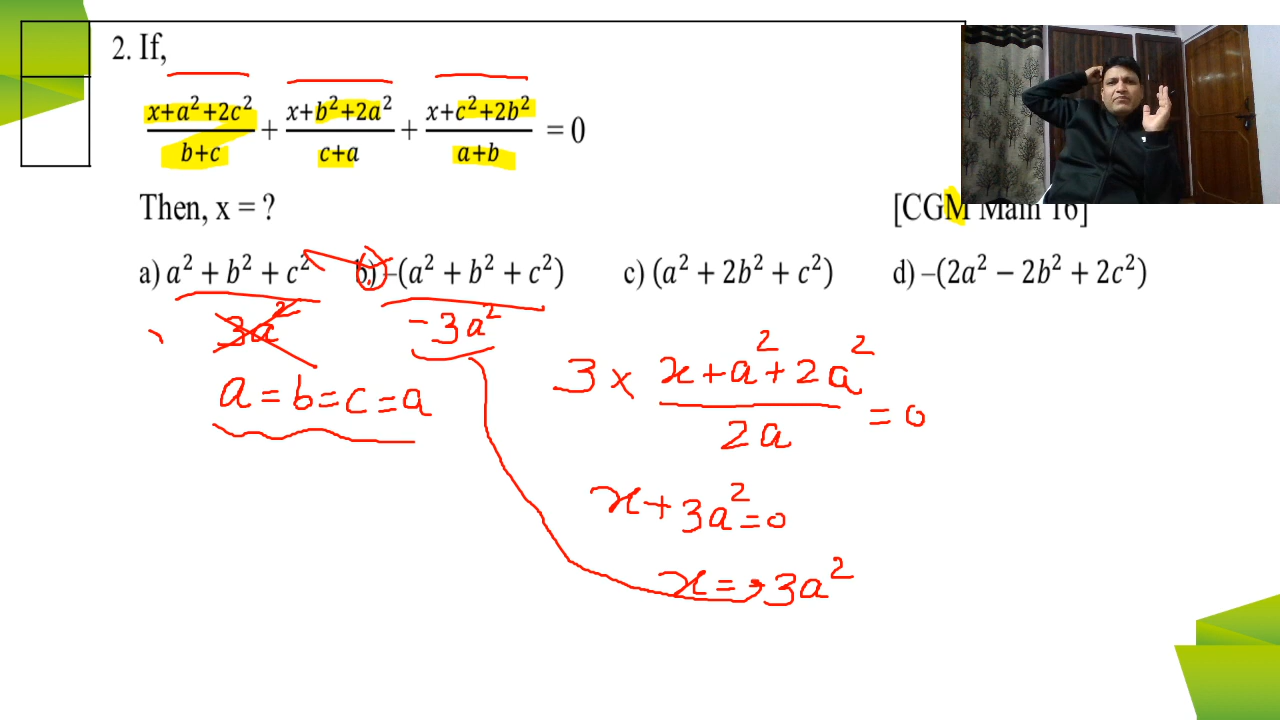 2. If,
x+a²+2c²/b+c + x+b²+2a²/c+a + x+c²+2b²/a+b = 0
Then, x = ? [CGM Main 16]
a) a² + b² + c² b) –(a² + b² + c²) c) (a² + 2b² + c²) d) –(2a² − 2b² + 2c²)
3a² -3a²
a = b = c = a
3 × x + a² + 2a²/2a = 0
x + 3a² = 0
x = -3a²